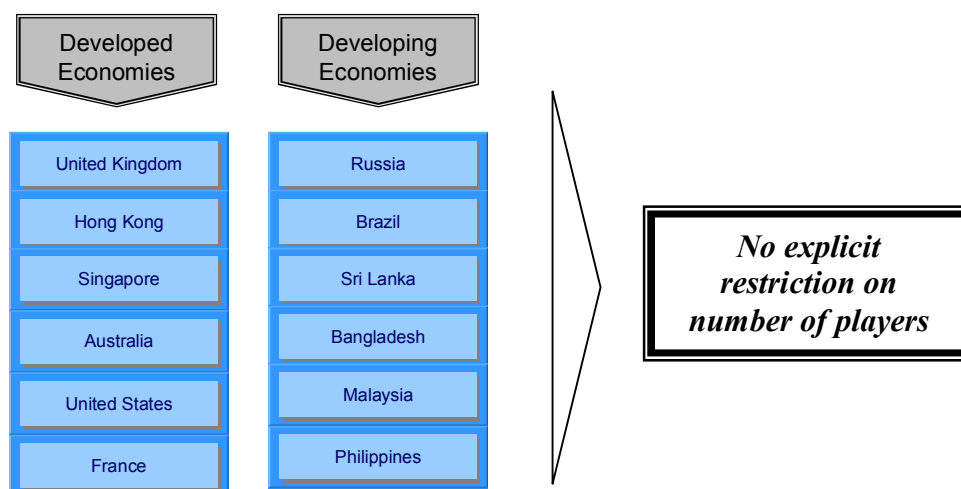 Developed
Economies
Developing
Economies
United Kingdom
Hong Kong
Singapore
Australia
United States
France
Russia
Brazil
Sri Lanka
Bangladesh
Malaysia
Philippines
No explicit
restriction on
number of players